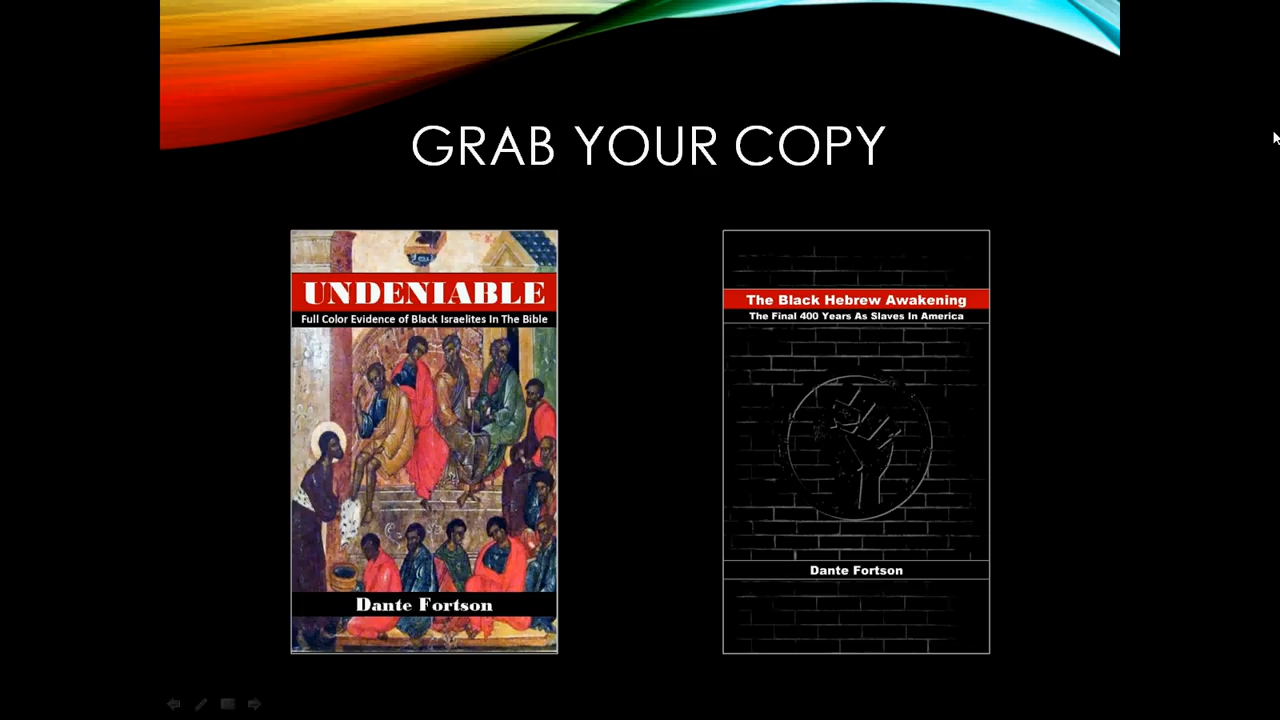 GRAB YOUR COPY
UNDENIABLE
Full Color Evidence of Black Israelites In The Bible
Dante Fortson
The Black Hebrew Awakening
The Final 400 Years As Slaves In America
Dante Fortson